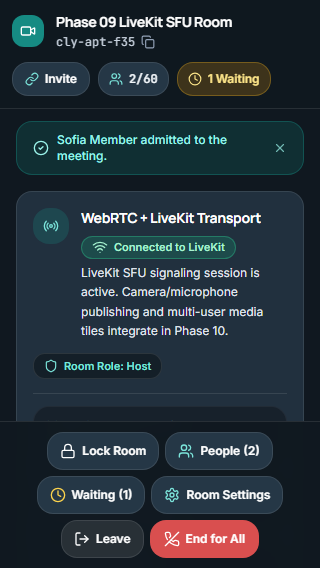 Phase 09 LiveKit SFU Room
cly-apt-f35
Invite
2/60
1 Waiting
Sofia Member admitted to the
meeting.
WebRTC + LiveKit Transport
Connected to LiveKit
LiveKit SFU signaling session is
active. Camera/microphone
publishing and multi-user media
tiles integrate in Phase 10.
Room Role: Host
Lock Room
People (2)
Waiting (1)
Room Settings
Leave
End for All